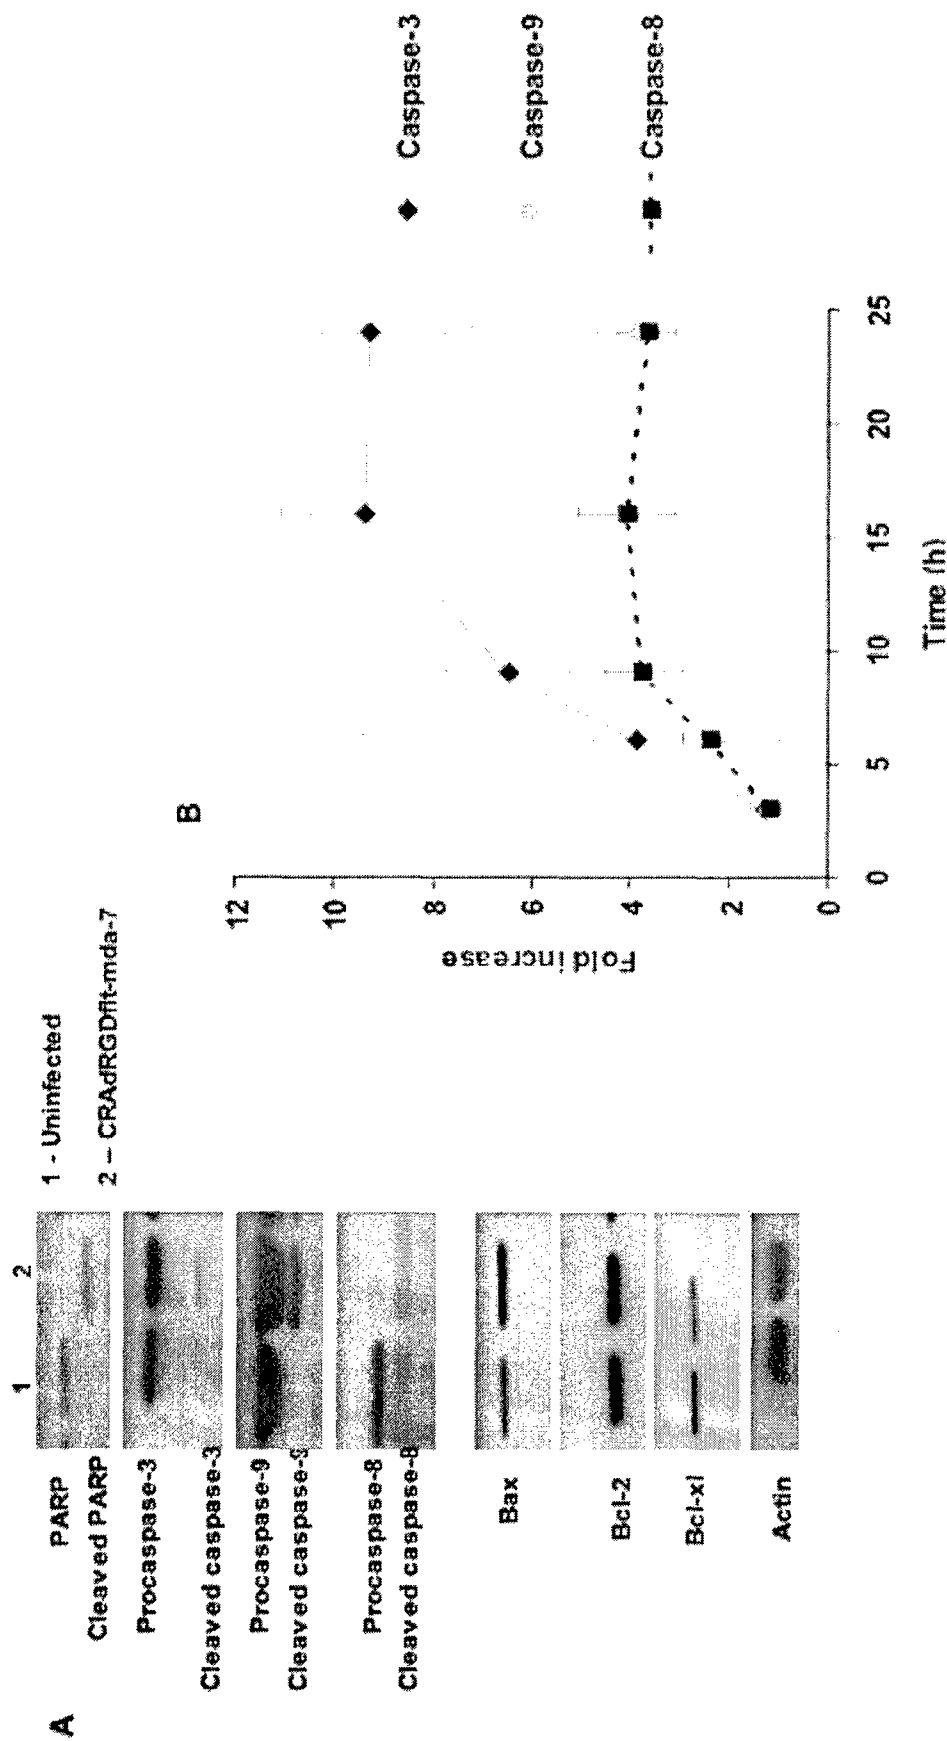 A
1 2
PARP
Cleaved PARP
Procaspase-3
Cleaved caspase-3
Procaspase-9
Cleaved caspase-9
Procaspase-8
Cleaved caspase-8
Bax
Bcl-2
Bcl-xl
Actin
1 - Uninfected
2 – CRAdRGDflt-mda-7
B
Fold increase
12
10
8
6
4
2
0
0 5 10 15 20 25
Time (h)
Caspase-3
Caspase-9
Caspase-8